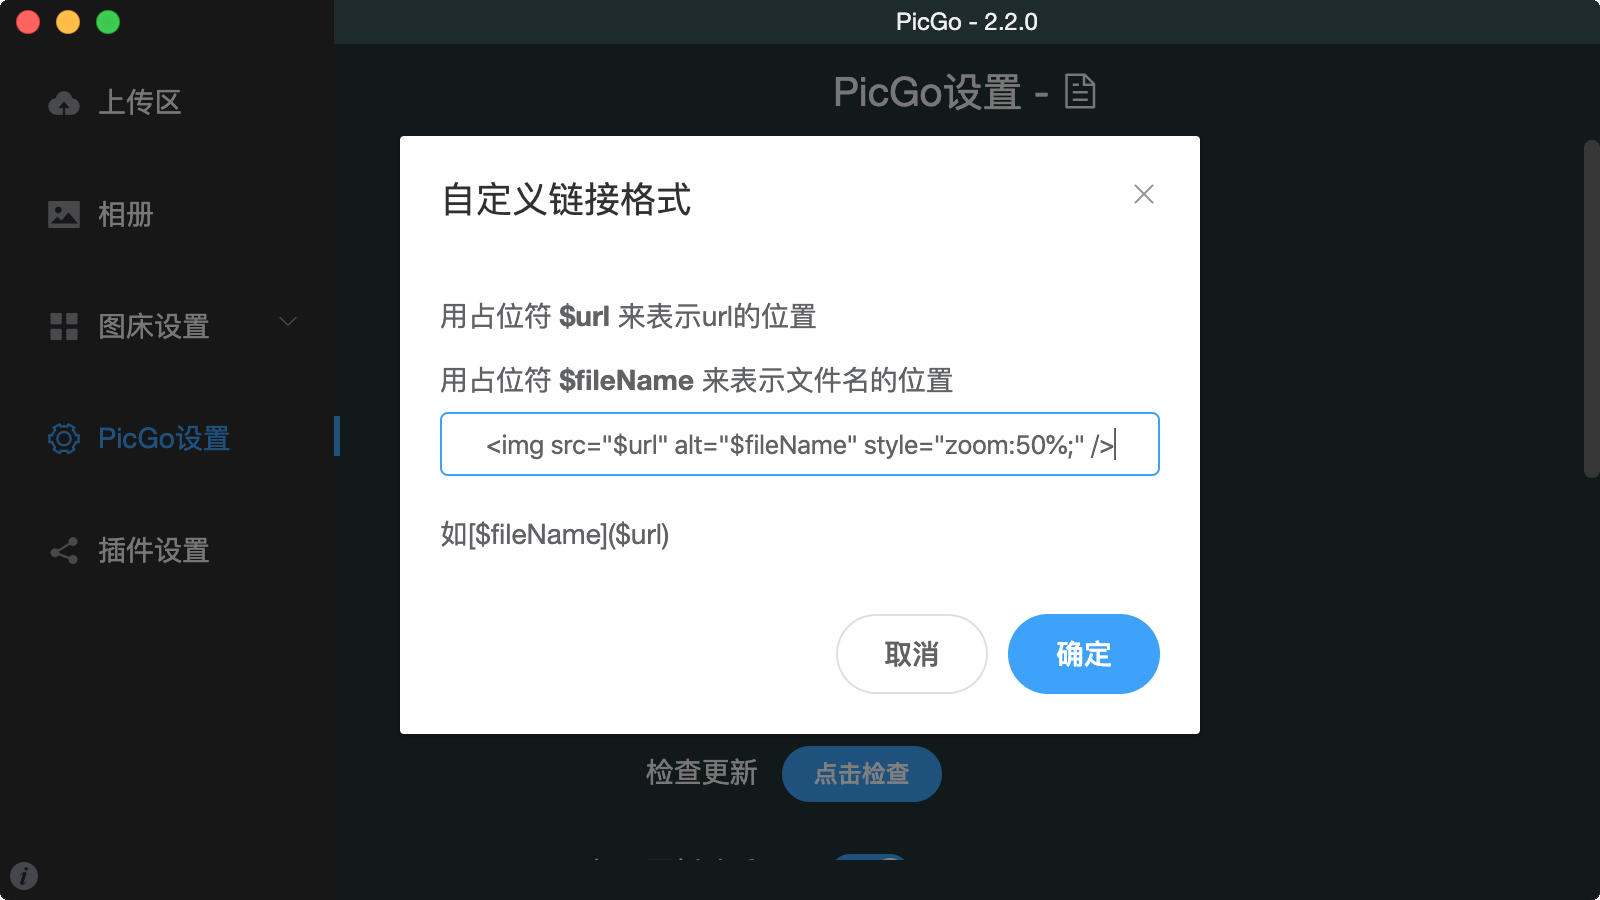 PicGo - 2.2.0
上传区
相册
图床设置
PicGo设置
插件设置
PicGo设置 -
自定义链接格式
用占位符 $url 来表示url的位置
用占位符 $fileName 来表示文件名的位置
<img src="$url" alt="$fileName" style="zoom:50%;" />
如[$fileName]($url)
取消
确定
检查更新
点击检查